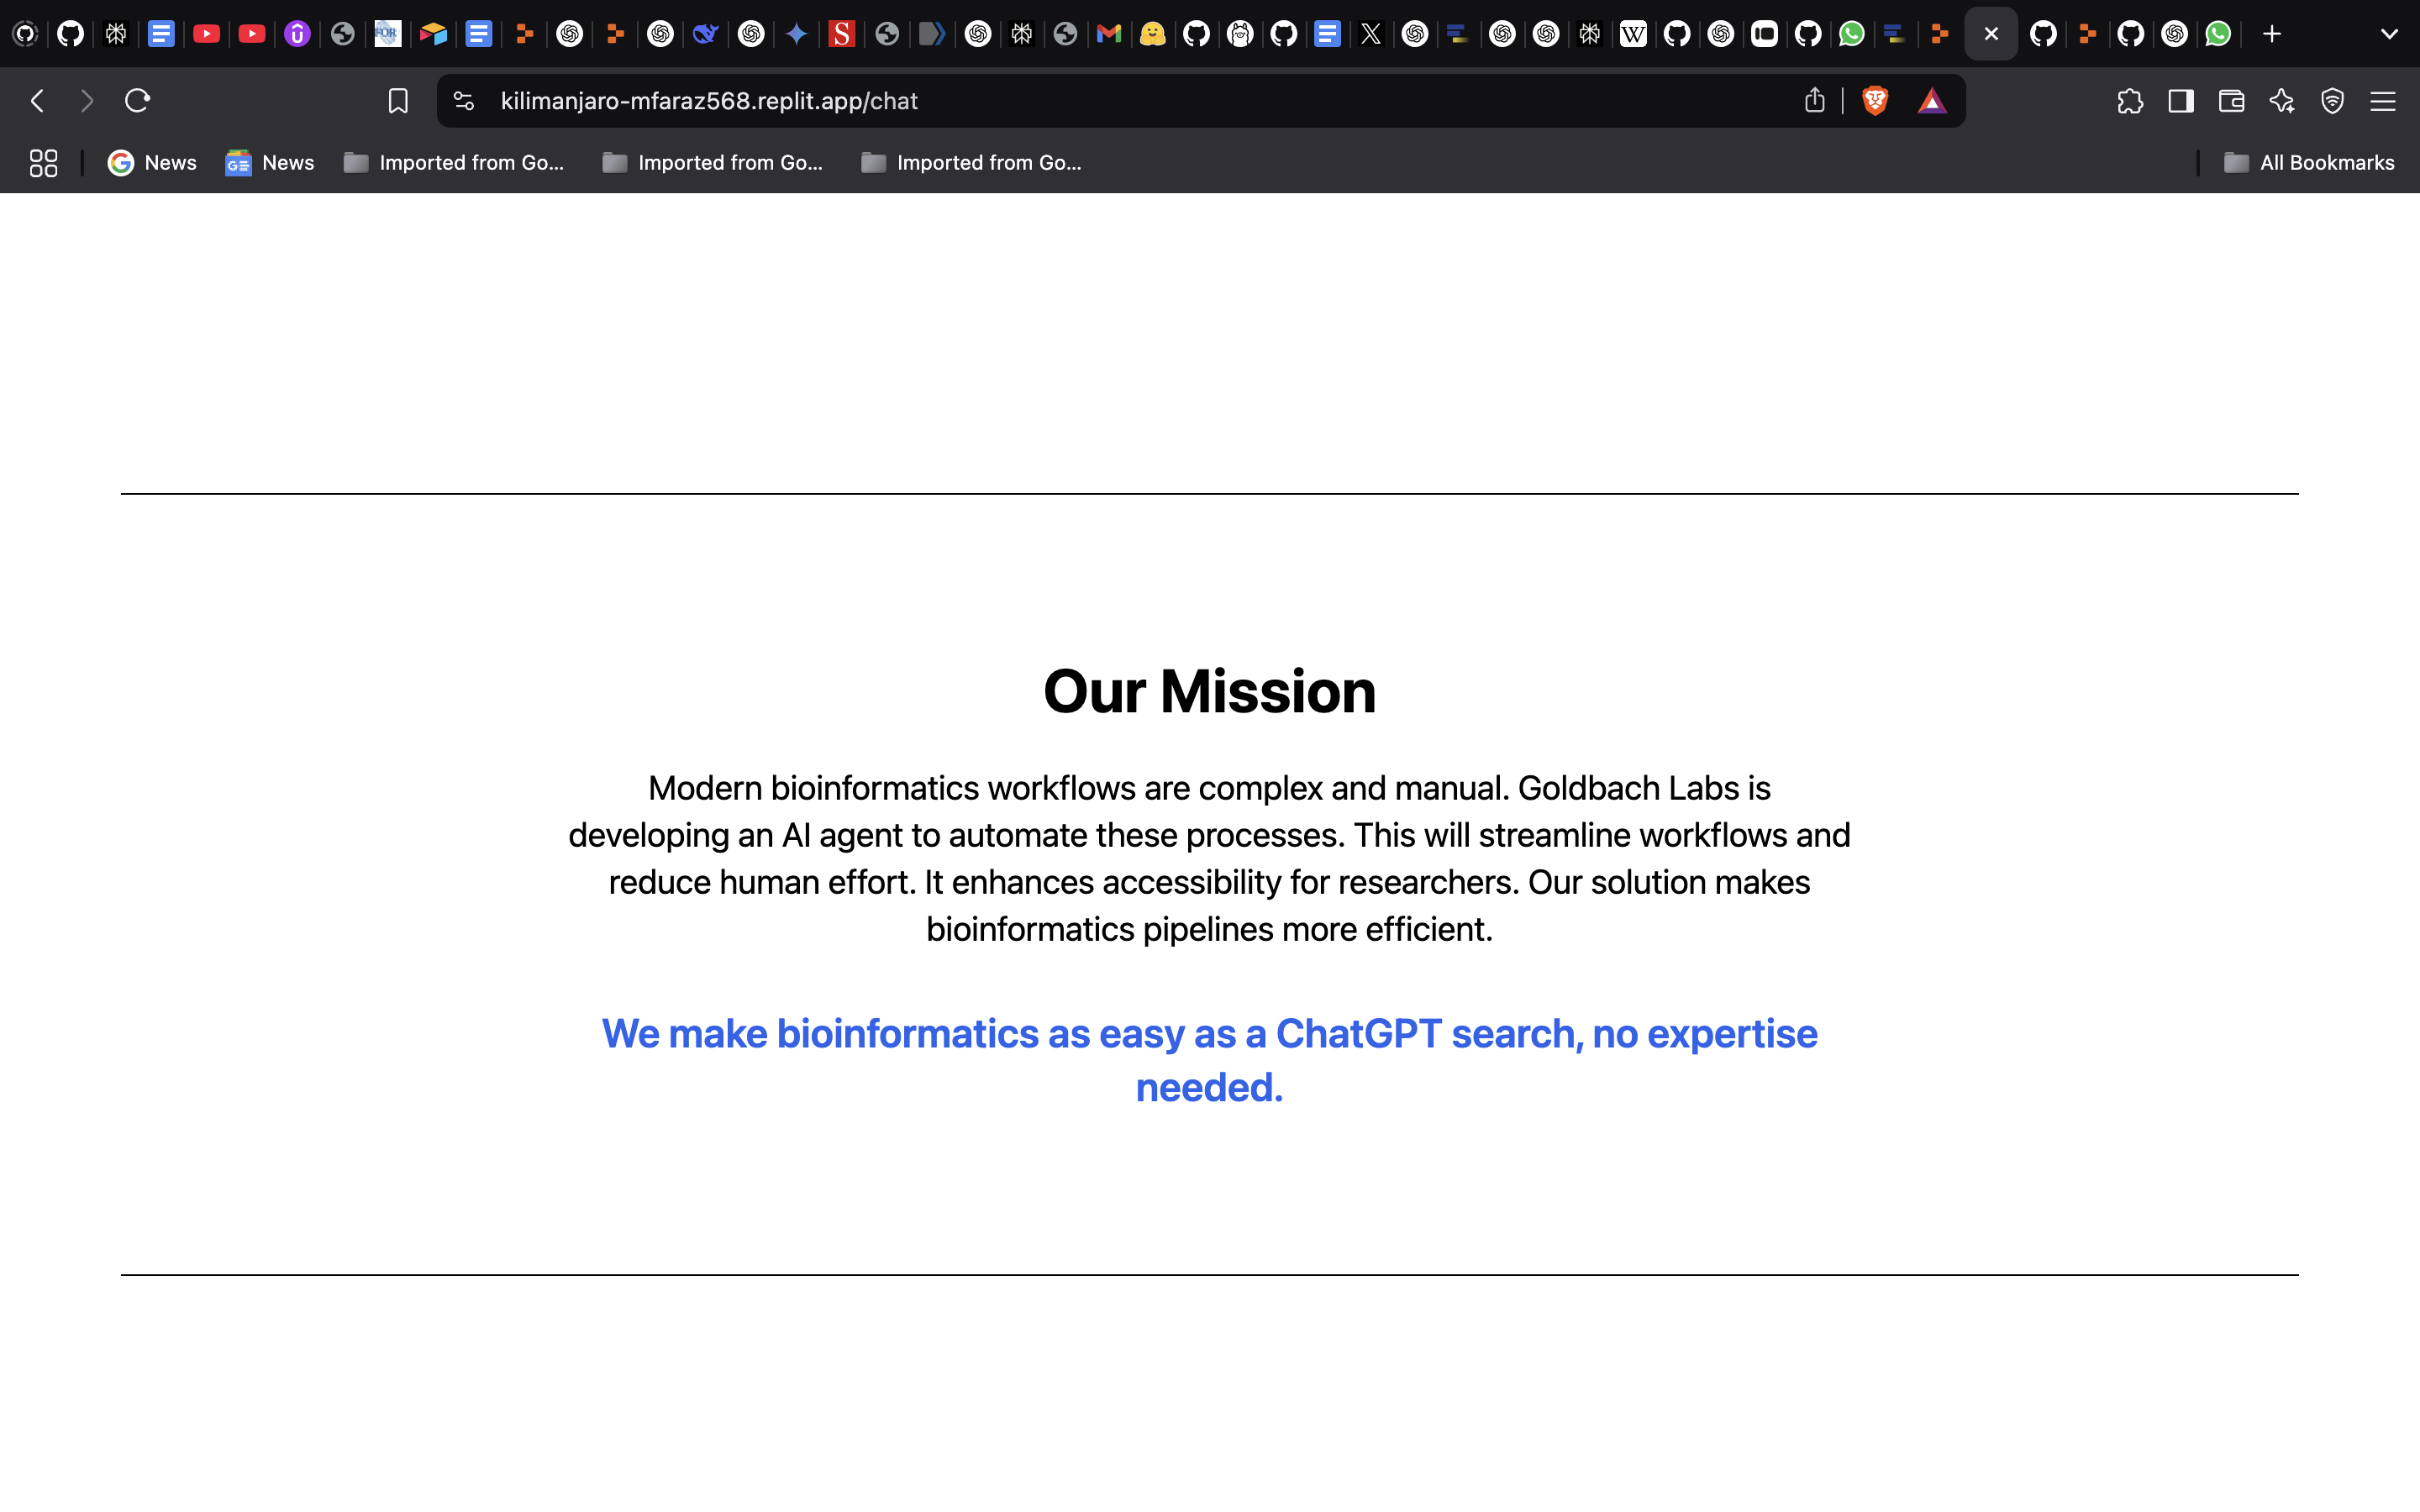 kilimanjaro-mfaraz568.replit.app/chat
News
News
Imported from Go...
Imported from Go...
Imported from Go...
All Bookmarks
Our Mission
Modern bioinformatics workflows are complex and manual. Goldbach Labs is
developing an AI agent to automate these processes. This will streamline workflows and
reduce human effort. It enhances accessibility for researchers. Our solution makes
bioinformatics pipelines more efficient.
We make bioinformatics as easy as a ChatGPT search, no expertise
needed.